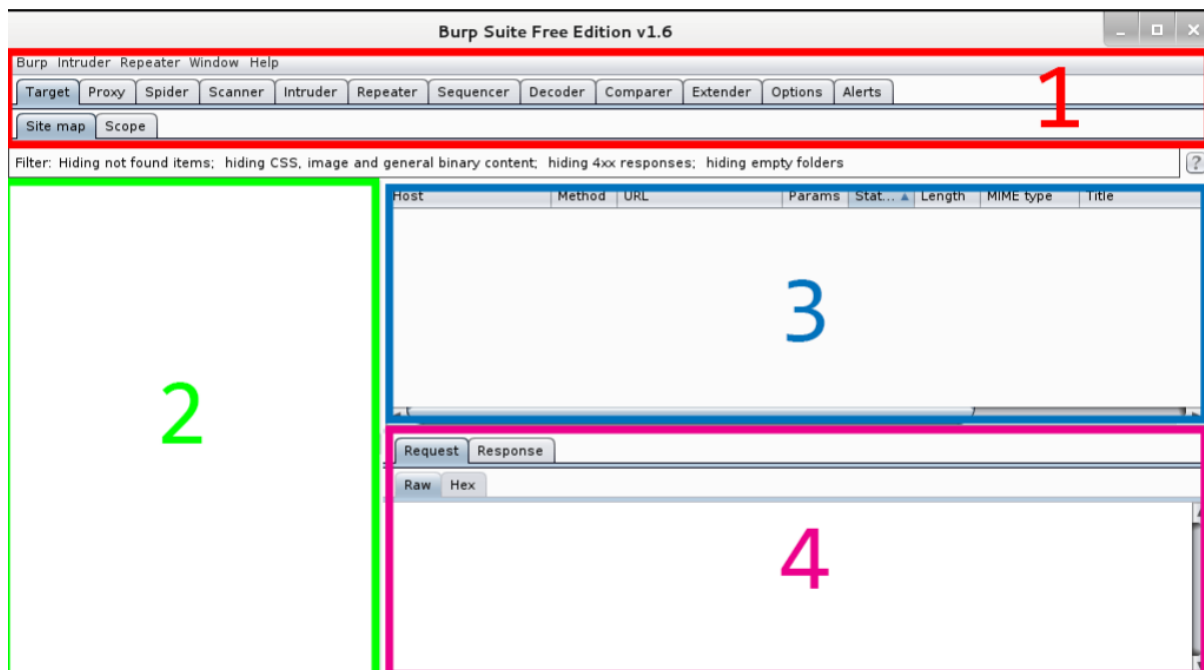 Burp Suite Free Edition v1.6
Burp Intruder Repeater Window Help
1
Target Proxy Spider Scanner Intruder Repeater Sequencer Decoder Comparer Extender Options Alerts
Site map Scope
Filter: Hiding not found items; hiding CSS, image and general binary content; hiding 4xx responses; hiding empty folders ?
Host Method URL Params Stat... Length MIME type Title
3
2
Request Response
Raw Hex
4